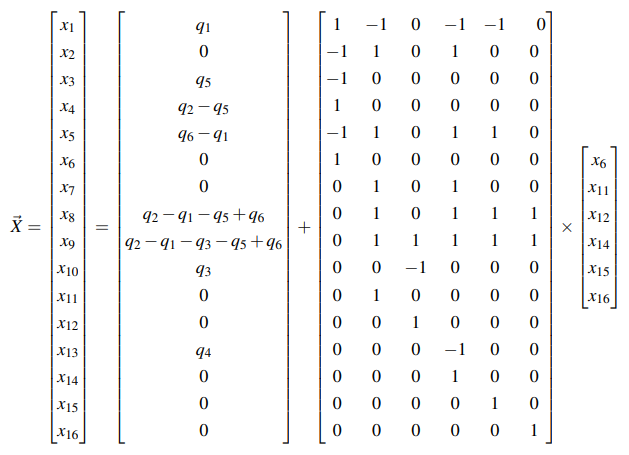 x1 q1 1 −1 0 −1 −1 0
x2 0 −1 1 0 1 0 0
x3 q5 −1 0 0 0 0 0
x4 q2 − q5 1 0 0 0 0 0
x5 q6 − q1 −1 1 0 1 1 0
x6 0 1 0 0 0 0 0 x6
x7 0 0 1 0 1 0 0 x11
X⃗ = x8 = q2 − q1 − q5 + q6 + 0 1 0 1 1 1 × x12
x9 q2 − q1 − q3 − q5 + q6 0 1 1 1 1 1 x14
x10 q3 0 0 −1 0 0 0 x15
x11 0 0 1 0 0 0 0 x16
x12 0 0 0 1 0 0 0
x13 q4 0 0 0 −1 0 0
x14 0 0 0 0 1 0 0
x15 0 0 0 0 0 1 0
x16 0 0 0 0 0 0 1